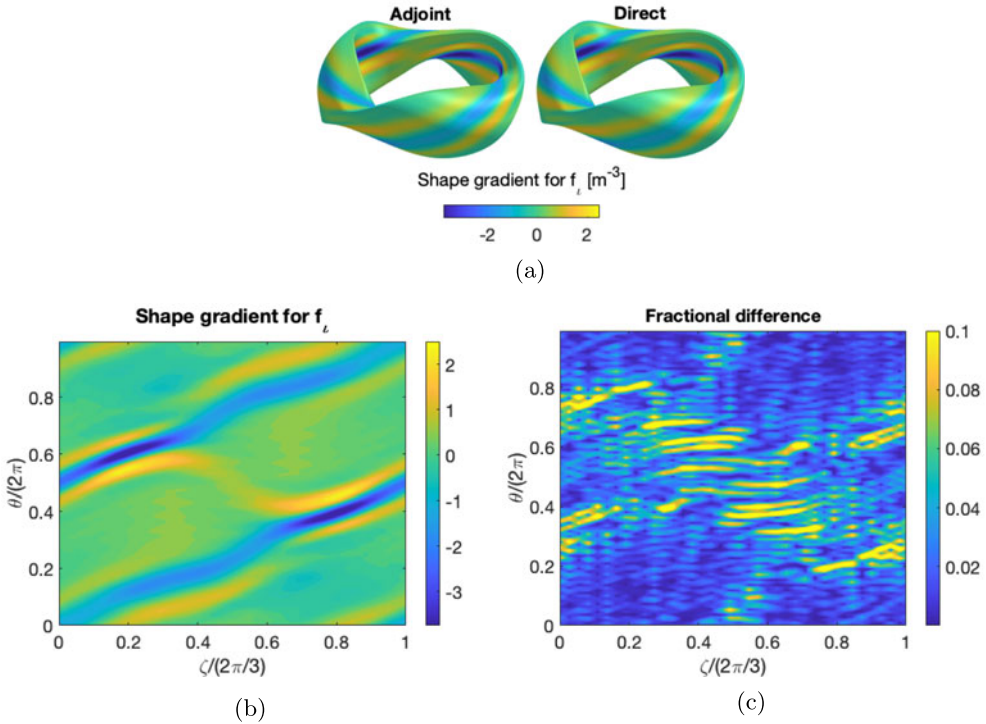 Adjoint Direct
Shape gradient for f_ι [m^-3]
-2 0 2
(a)
Shape gradient for f_ι
2
1
0
-1
-2
-3
0.8
0.6
0.4
0.2
0
θ/(2π)
0 0.2 0.4 0.6 0.8 1
ζ/(2π/3)
(b)
Fractional difference
0.1
0.08
0.06
0.04
0.02
0.8
0.6
0.4
0.2
0
θ/(2π)
0 0.2 0.4 0.6 0.8 1
ζ/(2π/3)
(c)